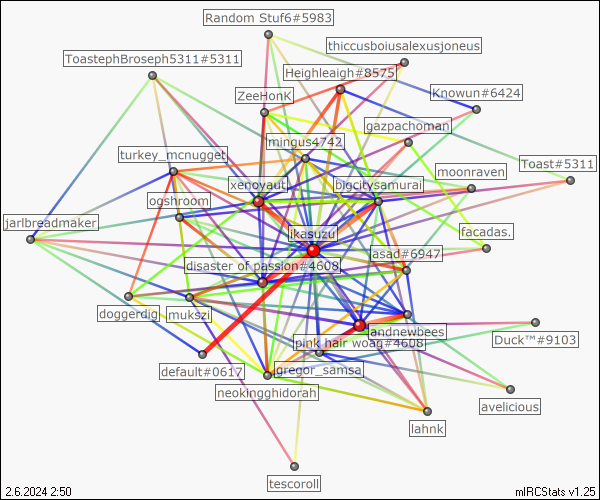 Random Stuf6#5983
thiccusboiusalexusjoneus
ToastephBroseph5311#5311
Heighleaigh#8575
ZeeHonK
Knowun#6424
gazpachoman
mingus4742
turkey_mcnugget
Toast#5311
moonraven
xenovaut
bigcitysamurai
ogshroom
jarlbreadmaker
facadas.
ikasuzu
asad#6947
disaster of passion#4608
doggerdig
mukszi
jandnewbees
Duck™#9103
pink hair woag#4608
default#0617
gregor_samsa
neokingghidorah
avelicious
lahnk
tescoroll
2.6.2024 2:50
mIRCStats v1.25